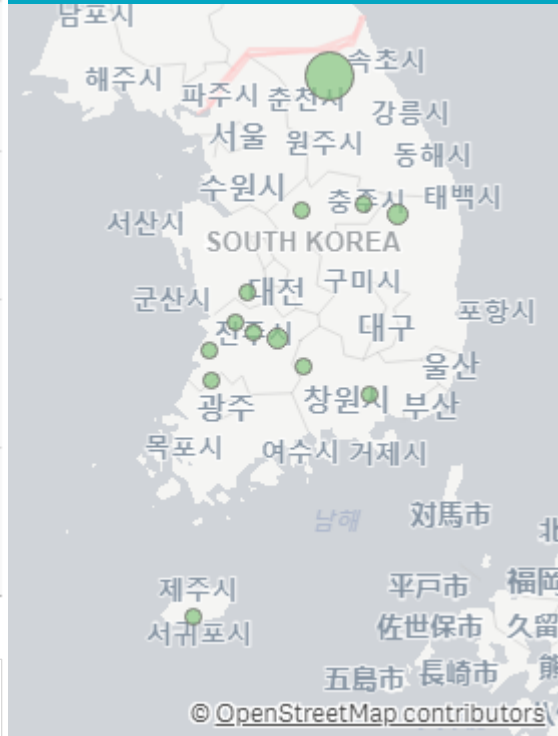 남포시
속초시
해주시
파주시 춘천시
강릉시
서울 원주시
동해시
수원시 충주시 태백시
서산시
SOUTH KOREA
대전 구미시
군산시 포항시
전주시 대구
울산
광주 창원시 부산
목포시 여수시 거제시
남해 対馬市
北
제주시 平戸市 福岡
서귀포시 佐世保市 久留
五島市 長崎市 熊
© OpenStreetMap contributors